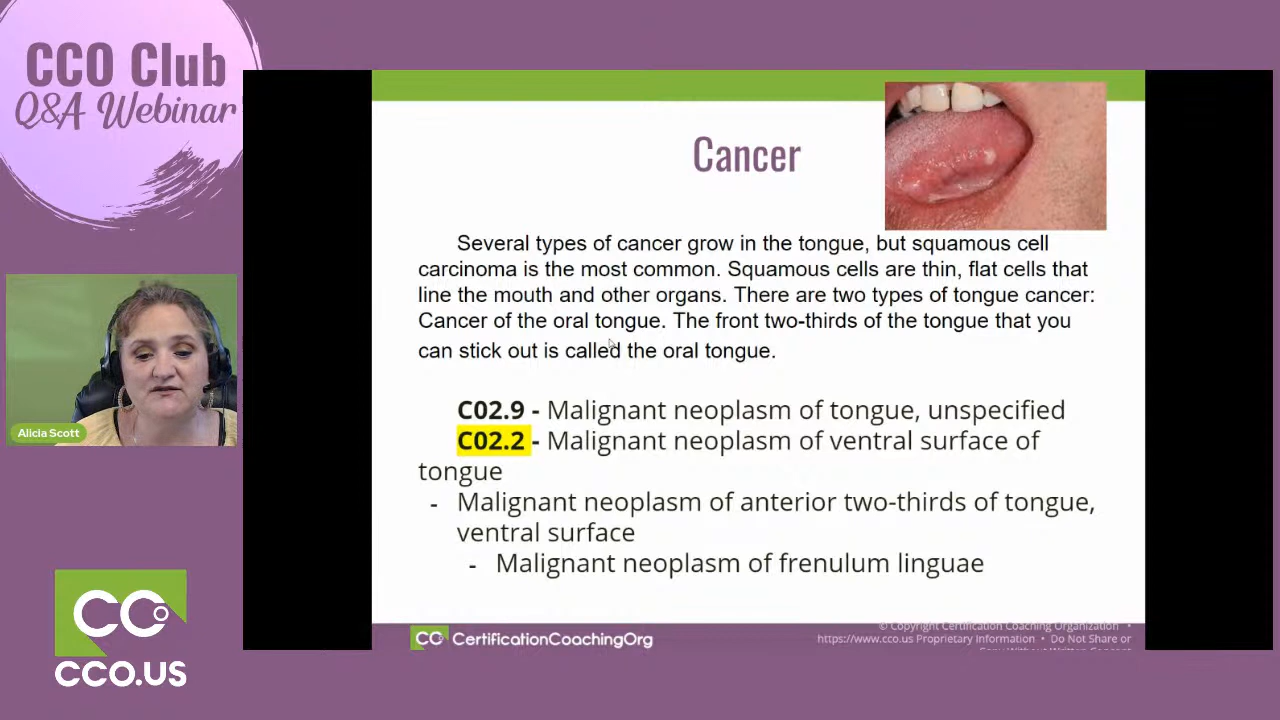 CCO Club
Q&A Webinar
Cancer
Several types of cancer grow in the tongue, but squamous cell
carcinoma is the most common. Squamous cells are thin, flat cells that
line the mouth and other organs. There are two types of tongue cancer:
Cancer of the oral tongue. The front two-thirds of the tongue that you
can stick out is called the oral tongue.
C02.9 - Malignant neoplasm of tongue, unspecified
C02.2 - Malignant neoplasm of ventral surface of
tongue
- Malignant neoplasm of anterior two-thirds of tongue,
ventral surface
- Malignant neoplasm of frenulum linguae
Alicia Scott
CCO
CCO.US
CCO CertificationCoachingOrg
© Copyright Certification Coaching Organization •
https://www.cco.us Proprietary Information • Do Not Share or